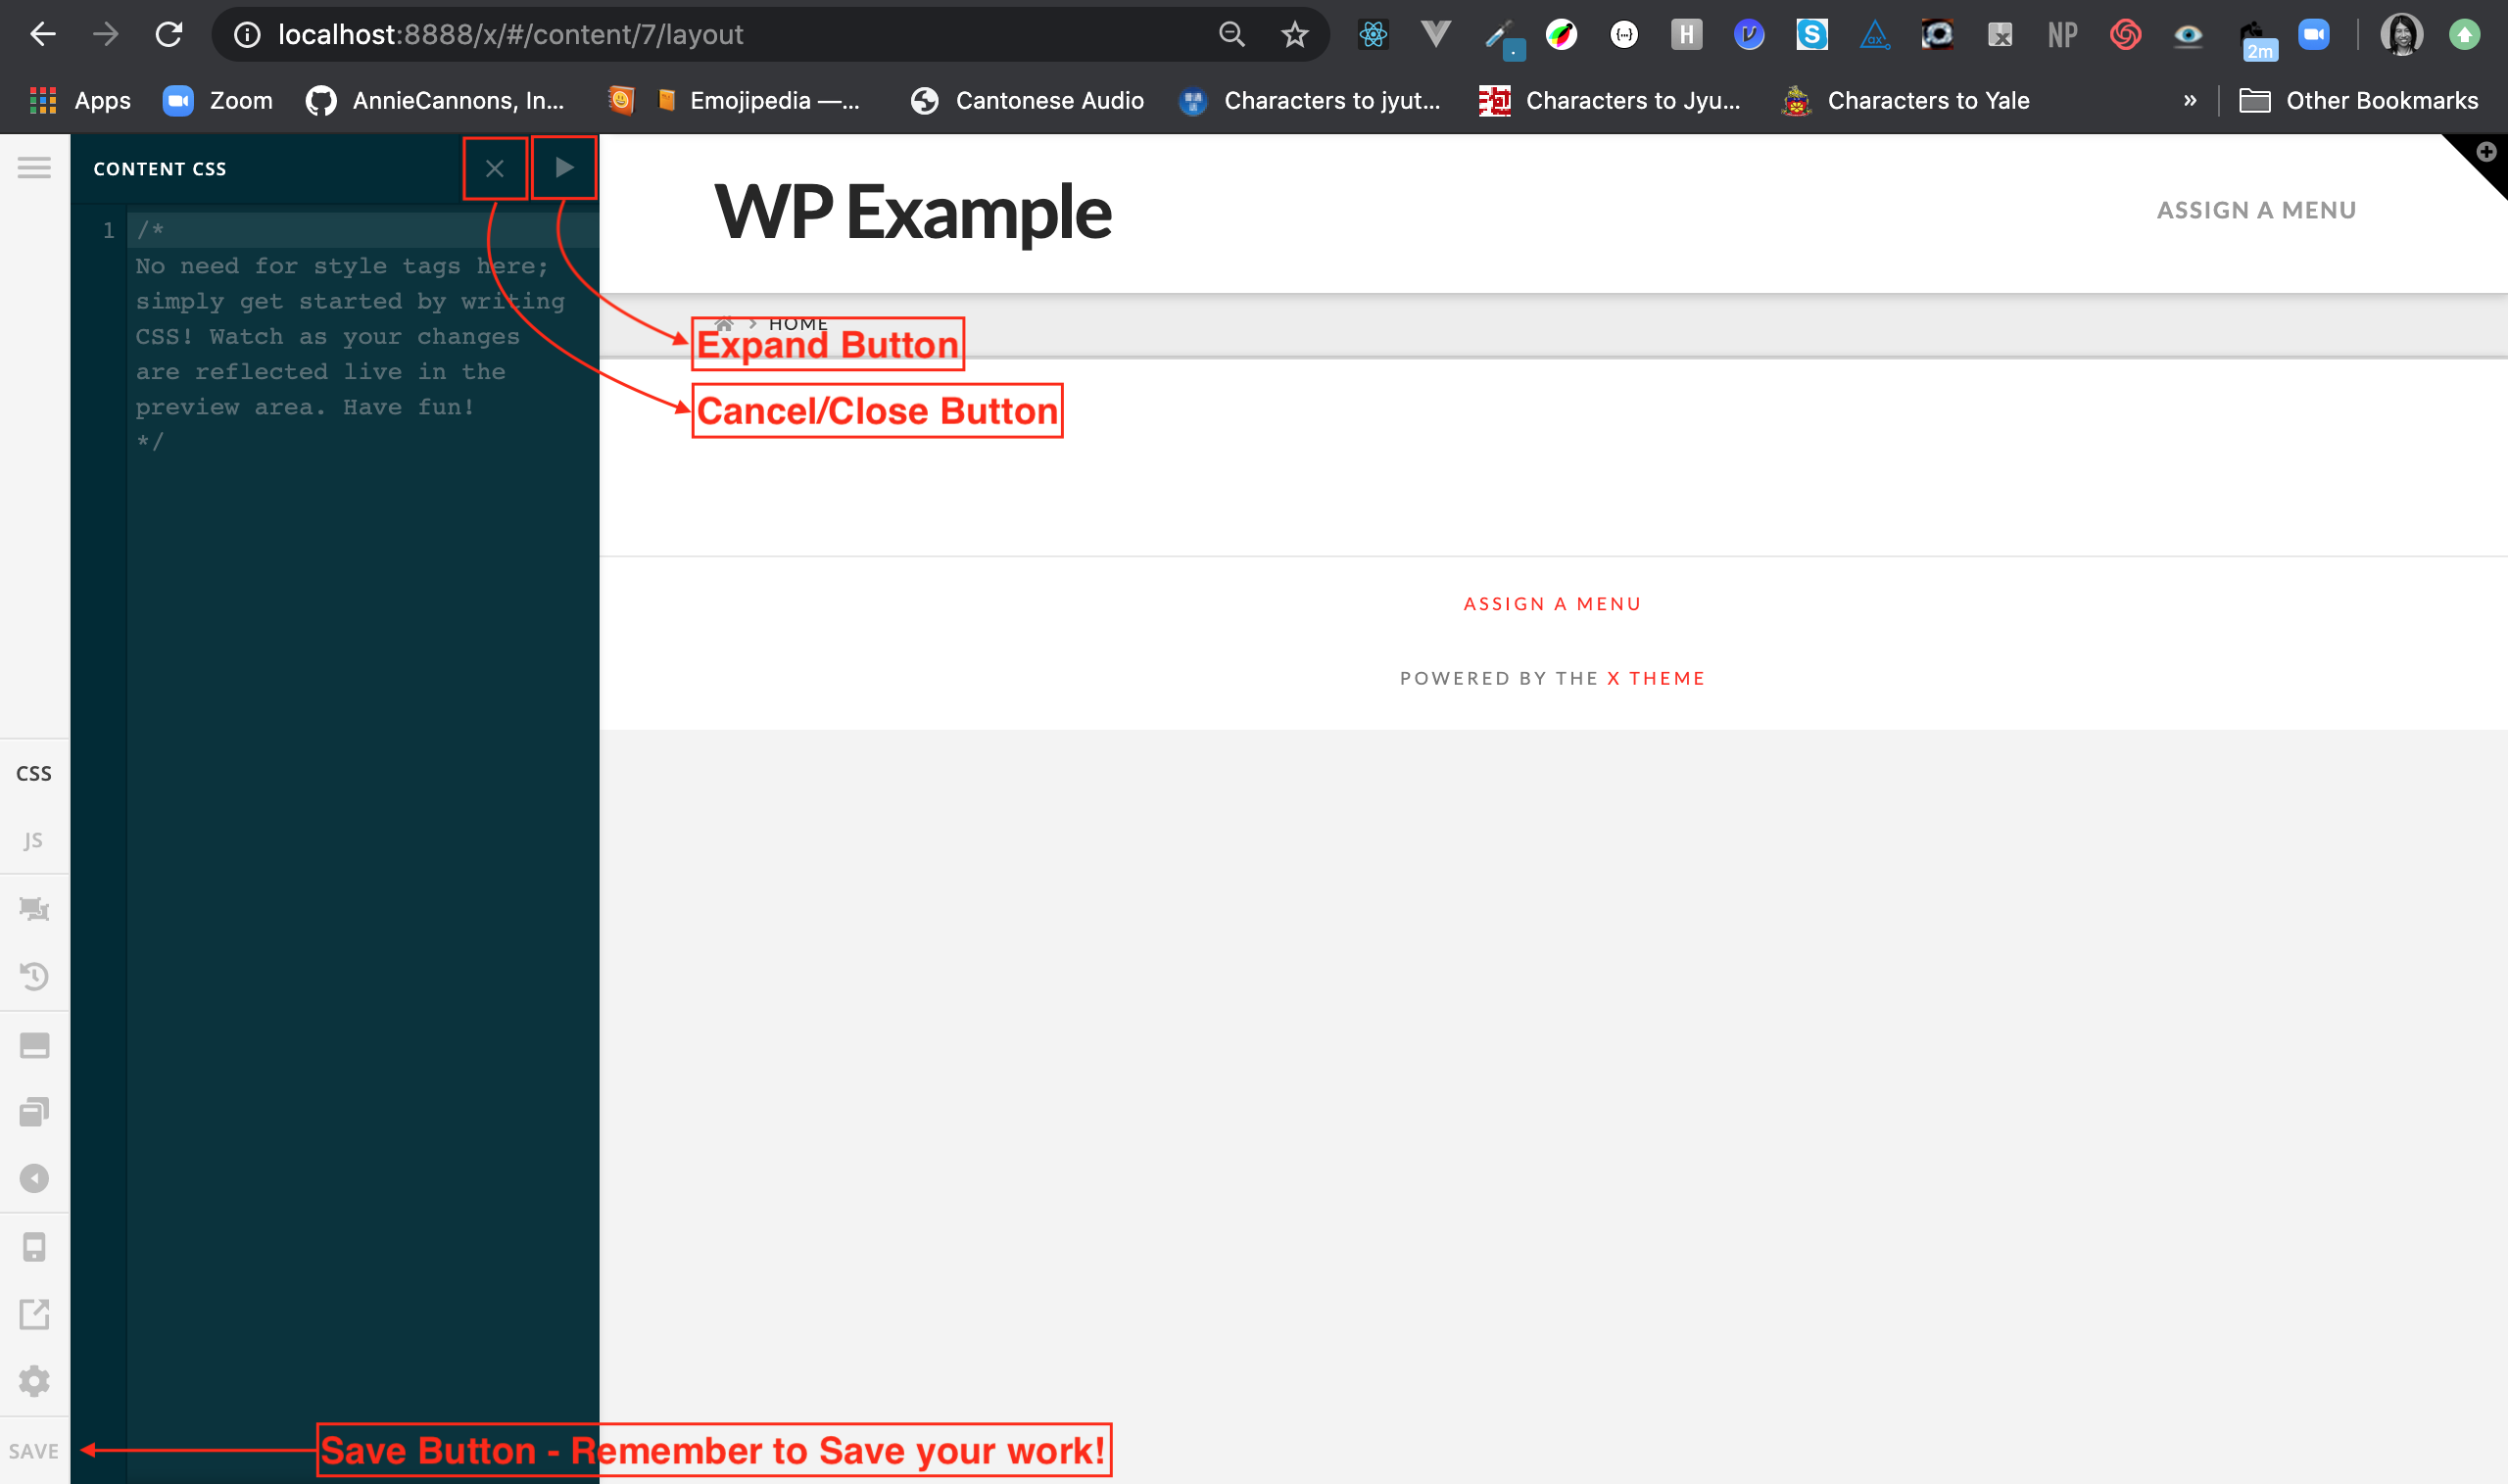 localhost:8888/x/#/content/7/layout
H
S
ax
NP
2m
Apps
Zoom
AnnieCannons, In...
Emojipedia —...
Cantonese Audio
Characters to jyut...
Characters to Jyu...
Characters to Yale
»
Other Bookmarks
CONTENT CSS
1 /*
No need for style tags here;
simply get started by writing
CSS! Watch as your changes
are reflected live in the
preview area. Have fun!
*/
WP Example
ASSIGN A MENU
HOME
Expand Button
Cancel/Close Button
ASSIGN A MENU
POWERED BY THE X THEME
CSS
JS
SAVE
Save Button - Remember to Save your work!